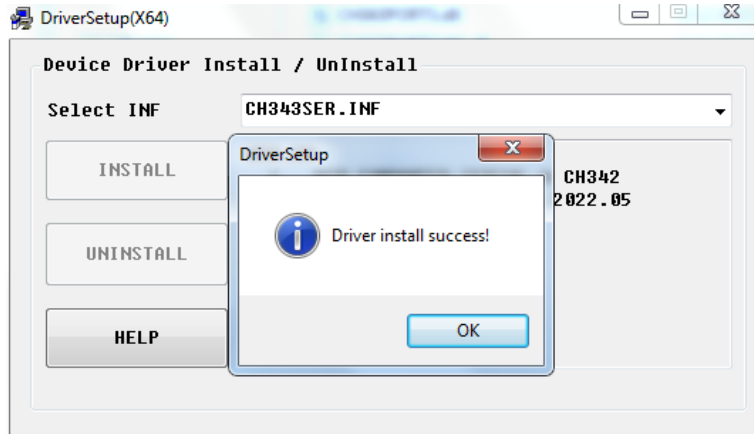 DriverSetup(X64)
Device Driver Install / UnInstall
Select INF
CH343SER.INF
INSTALL
UNINSTALL
HELP
CH342
2022.05
DriverSetup
Driver install success!
OK